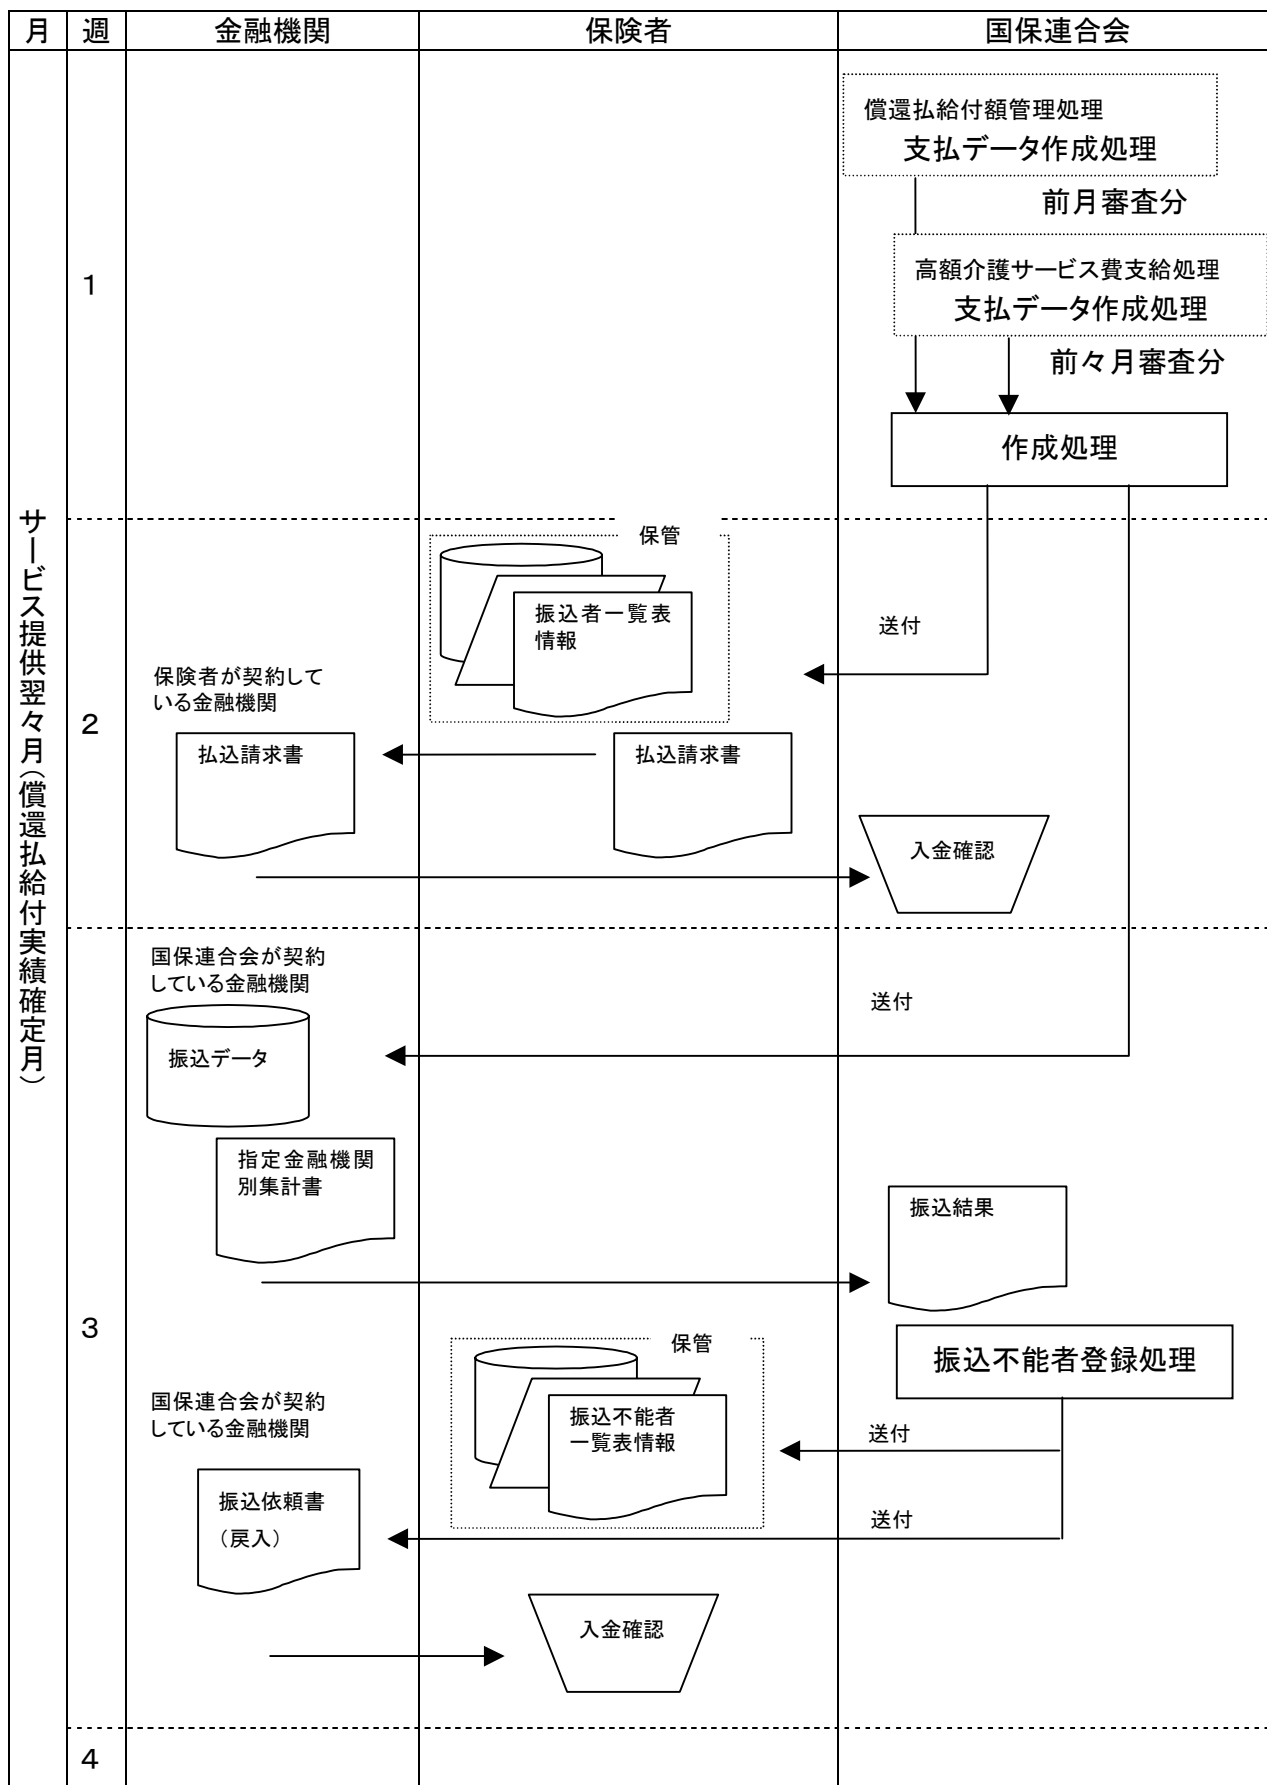 月
週
金融機関
保険者
国保連合会
サービス提供翌々月（償還払給付実績確定月）
1
償還払給付額管理処理
支払データ作成処理
前月審査分
高額介護サービス費支給処理
支払データ作成処理
前々月審査分
作成処理
2
保管
振込者一覧表
情報
送付
保険者が契約して
いる金融機関
払込請求書
払込請求書
入金確認
3
国保連合会が契約
している金融機関
送付
振込データ
指定金融機関
別集計書
振込結果
振込不能者登録処理
保管
振込不能者
一覧表情報
送付
国保連合会が契約
している金融機関
振込依頼書
（戻入）
送付
入金確認
4